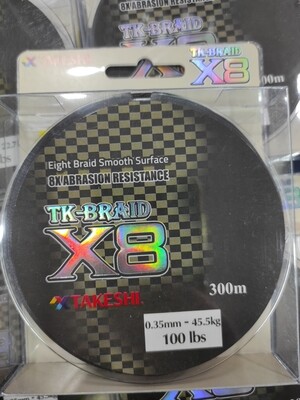 TK-BRAID
X8
300m
Eight Braid Smooth Surface
8X ABRASION RESISTANCE
TK-BRAID
X8
TAKESHI
300m
0.35mm - 45.5kg
100 lbs